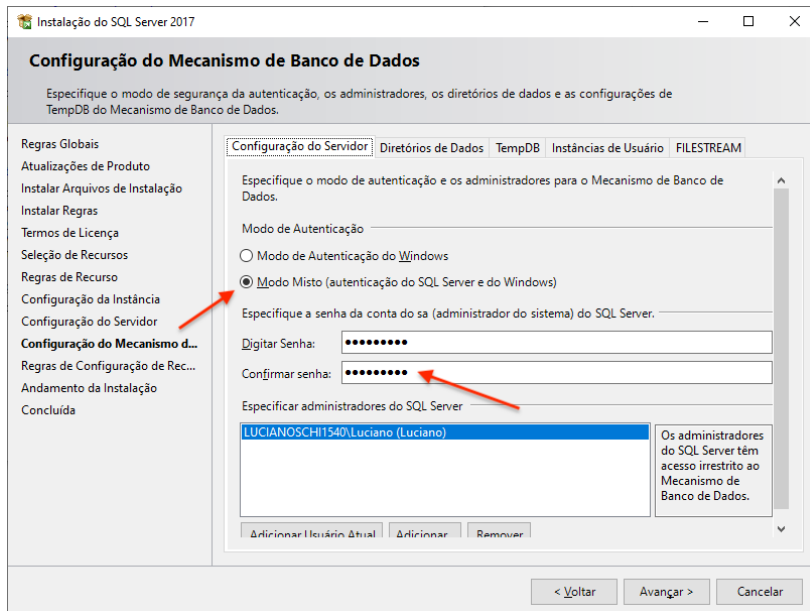 Instalação do SQL Server 2017
Configuração do Mecanismo de Banco de Dados
Especifique o modo de segurança da autenticação, os administradores, os diretórios de dados e as configurações de
TempDB do Mecanismo de Banco de Dados.
Regras Globais
Atualizações de Produto
Instalar Arquivos de Instalação
Instalar Regras
Termos de Licença
Seleção de Recursos
Regras de Recurso
Configuração da Instância
Configuração do Servidor
Configuração do Mecanismo d...
Regras de Configuração de Rec...
Andamento da Instalação
Concluída
Configuração do Servidor Diretórios de Dados TempDB Instâncias de Usuário FILESTREAM
Especifique o modo de autenticação e os administradores para o Mecanismo de Banco de
Dados.
Modo de Autenticação
Modo de Autenticação do Windows
Modo Misto (autenticação do SQL Server e do Windows)
Especifique a senha da conta do sa (administrador do sistema) do SQL Server.
Digitar Senha: ●●●●●●●●●
Confirmar senha: ●●●●●●●●●
Especificar administradores do SQL Server
LUCIANOSCHI1540\Luciano (Luciano)
Os administradores
do SQL Server têm
acesso irrestrito ao
Mecanismo de
Banco de Dados.
Adicionar Usuário Atual Adicionar... Remover
< Voltar Avançar > Cancelar